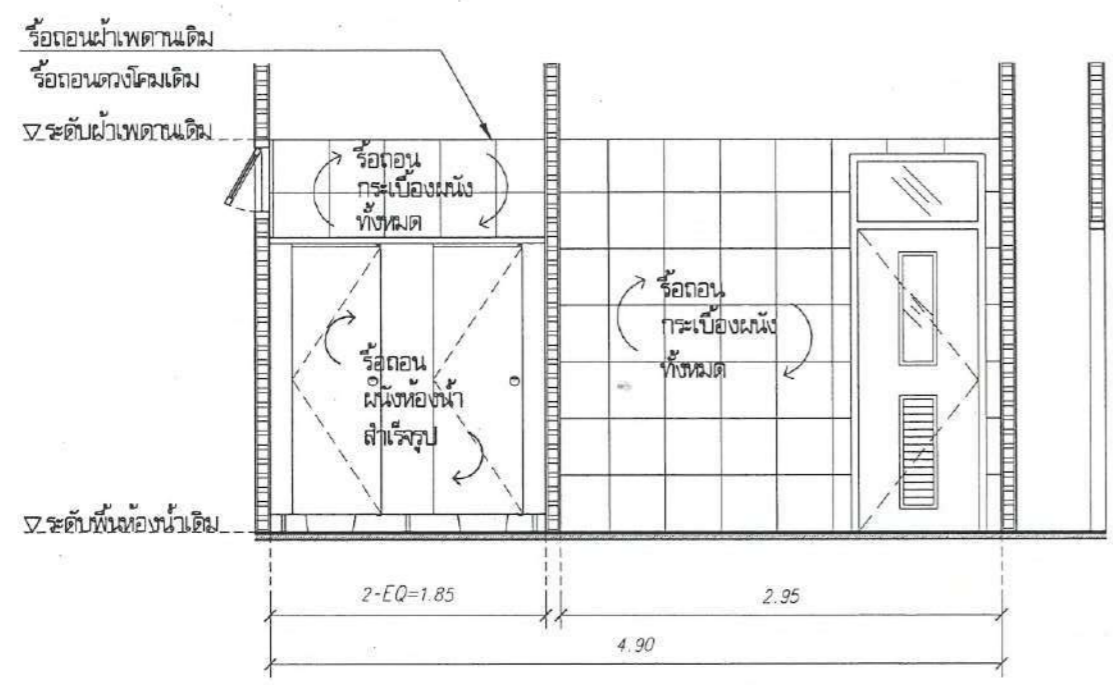 รื้อถอนฝ้าเพดานเดิม
รื้อถอนดวงโคมเดิม
ระดับฝ้าเพดานเดิม
รื้อถอน
กระเบื้องผนัง
ทั้งหมด
รื้อถอน
กระเบื้องผนัง
ทั้งหมด
รื้อถอน
ผนังห้องน้ำ
สำเร็จรูป
ระดับพื้นห้องน้ำเดิม
2-EQ=1.85
2.95
4.90